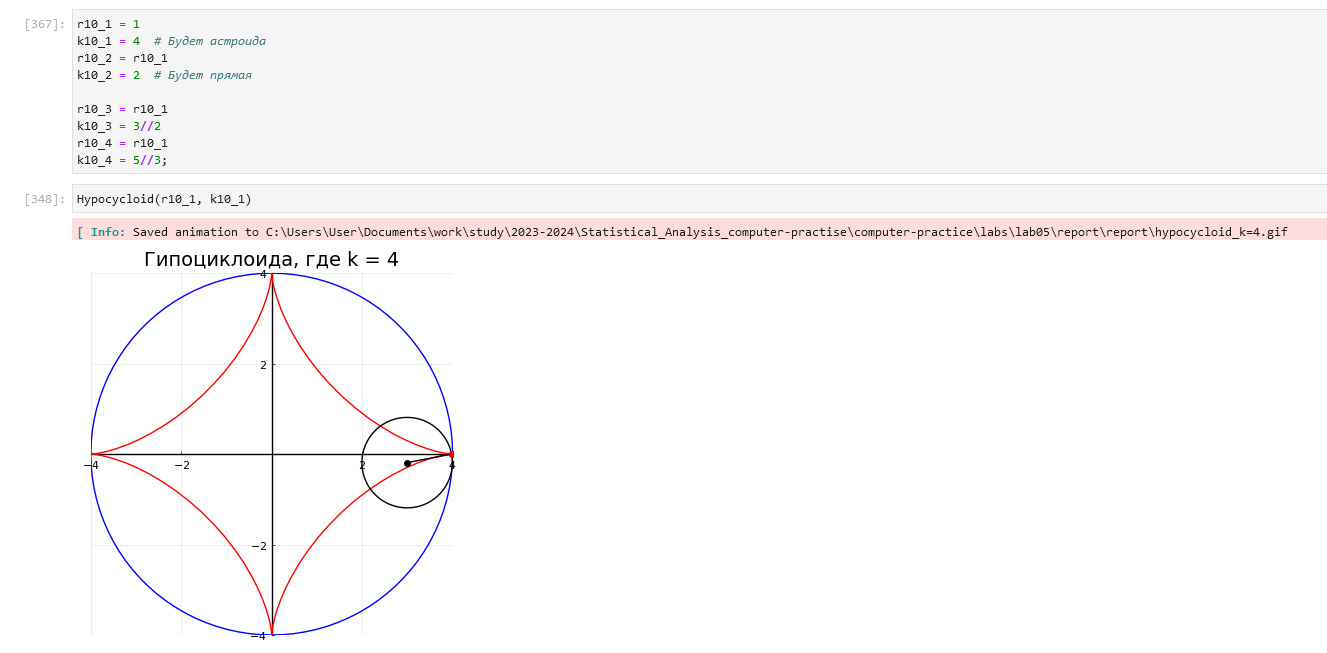 [367]:
r10_1 = 1
k10_1 = 4  # Будет астроида
r10_2 = r10_1
k10_2 = 2  # Будет прямая
r10_3 = r10_1
k10_3 = 3//2
r10_4 = r10_1
k10_4 = 5//3;
[348]:
Hypocycloid(r10_1, k10_1)
[ Info: Saved animation to C:\Users\User\Documents\work\study\2023-2024\Statistical_Analysis_computer-practise\computer-practice\labs\lab05\report\report\hypocycloid_k=4.gif
Гипоциклоида, где k = 4
4
2
−4 −2 2 4
−2
−4